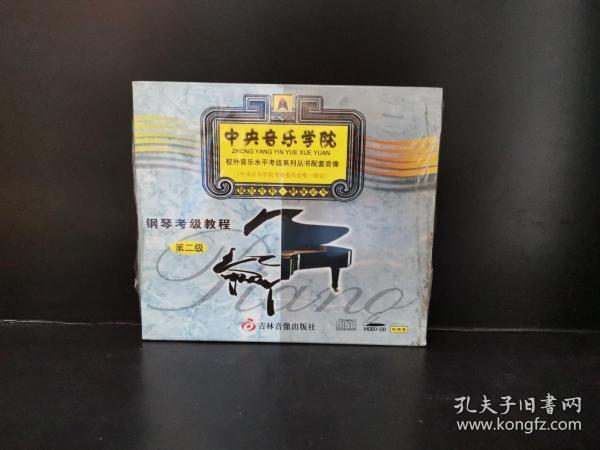 中央音乐学院
ZHONG YANG YIN YUE XUE YUAN
校外音乐水平考级系列丛书配套音像
钢琴考级教程
第二级
Piano
吉林音像出版社
VIDEO-CD
孔夫子旧书网
www.kongfz.com